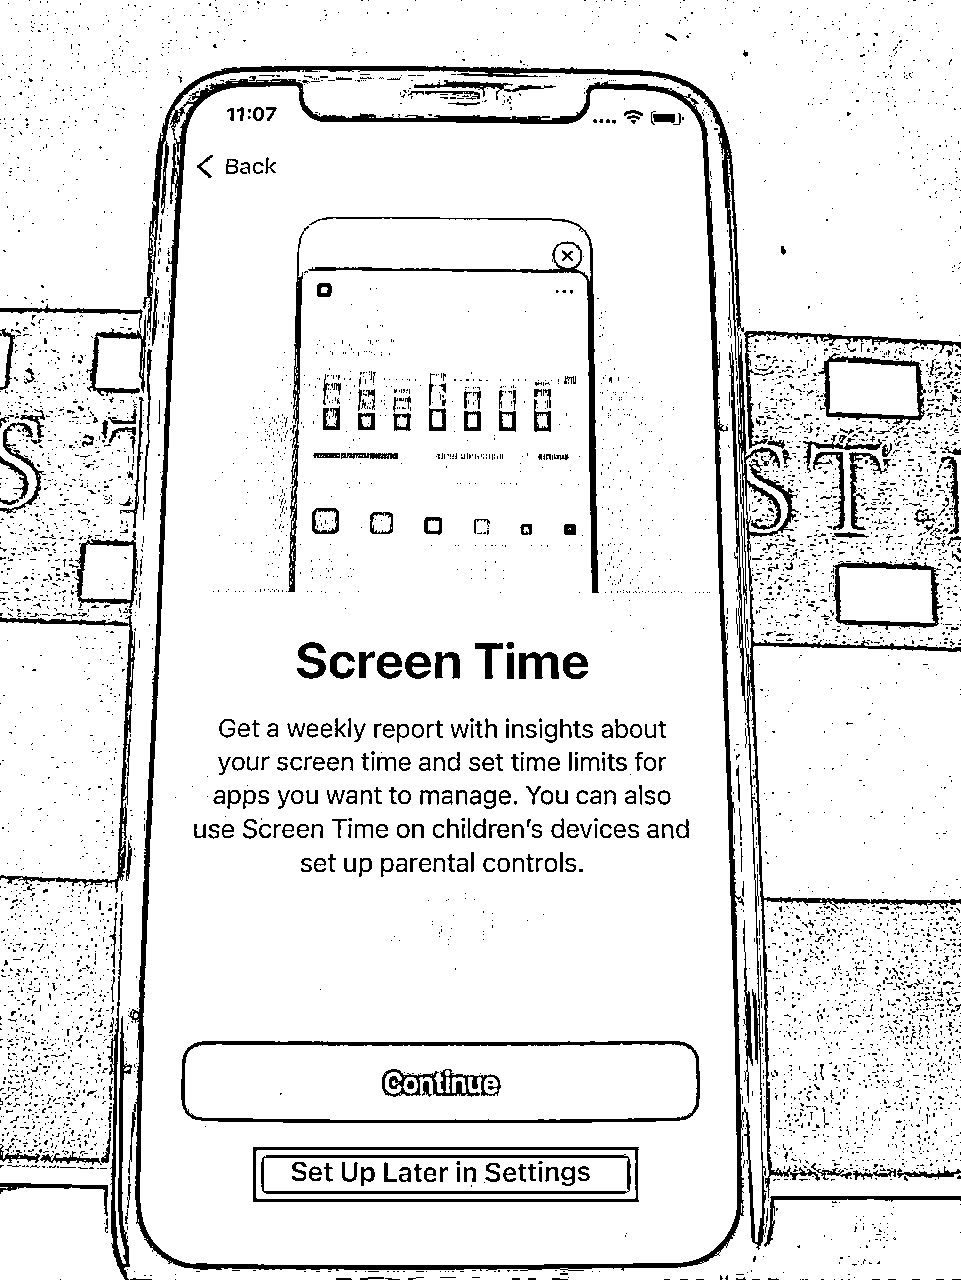 11:07
Back
Screen Time
Get a weekly report with insights about
your screen time and set time limits for
apps you want to manage. You can also
use Screen Time on children's devices and
set up parental controls.
Continue
Set Up Later in Settings
S T
ST